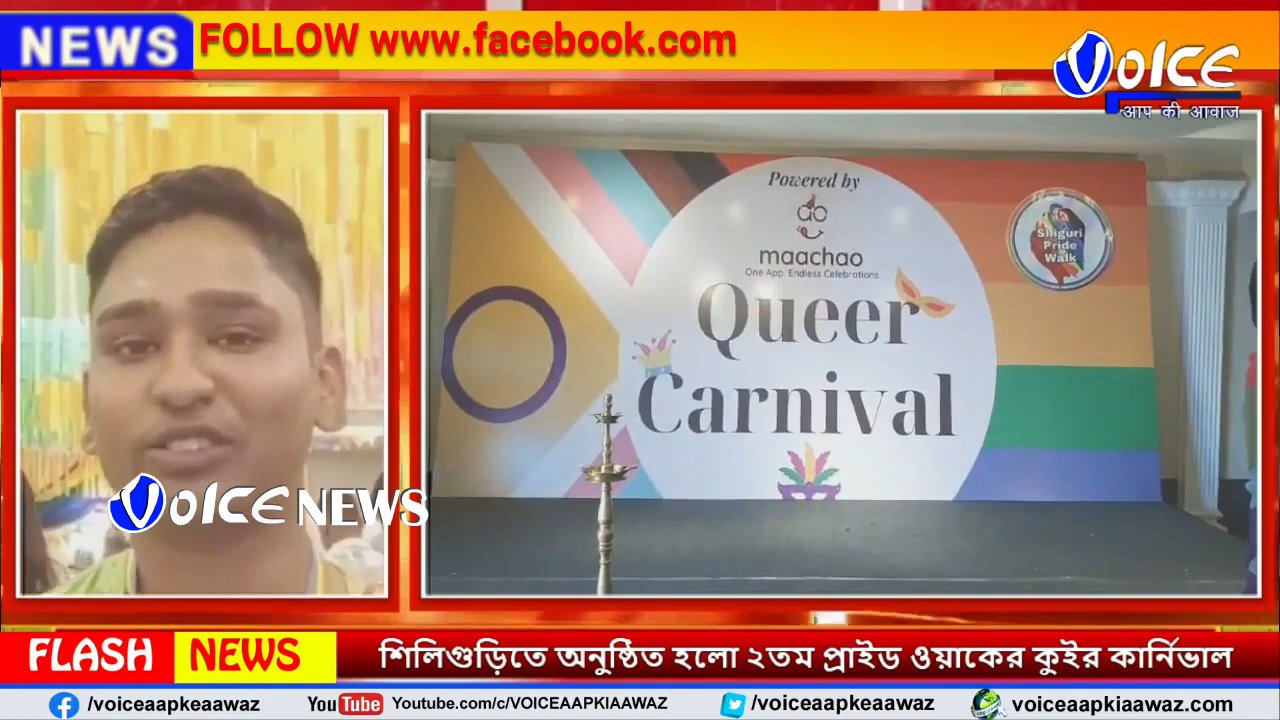 NEWS FOLLOW www.facebook.com
VOICE
आप की आवाज
Powered by
maachao
One App. Endless Celebrations
Queer
Carnival
Siliguri
Pride
Walk
VOICE NEWS
FLASH NEWS শিলিগুড়িতে অনুষ্ঠিত হলো ২তম প্রাইড ওয়াকের কুইর কার্নিভাল
/voiceaapkeaawaz YouTube Youtube.com/c/VOICEAAPKIAAWAZ /voiceaapkeaawaz voiceaapkiaawaz.com